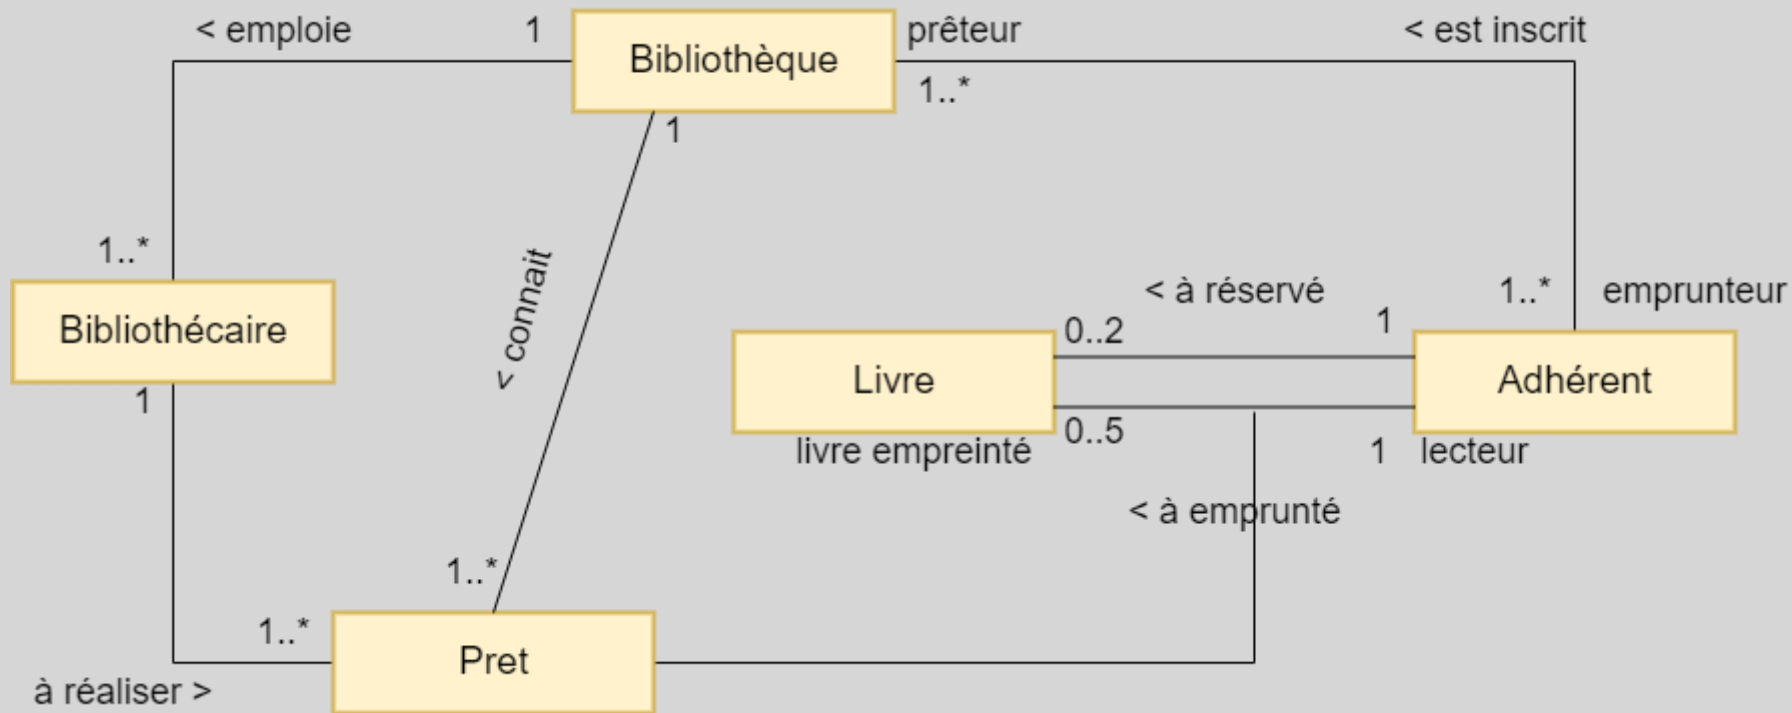 < emploie
1
Bibliothèque
prêteur
< est inscrit
1..*
1
1..*
Bibliothécaire
1
< connait
< à réservé
1..*
emprunteur
0..2
1
Livre
Adhérent
0..5
livre empreinté
1
lecteur
< à emprunté
1..*
1..*
Pret
à réaliser >